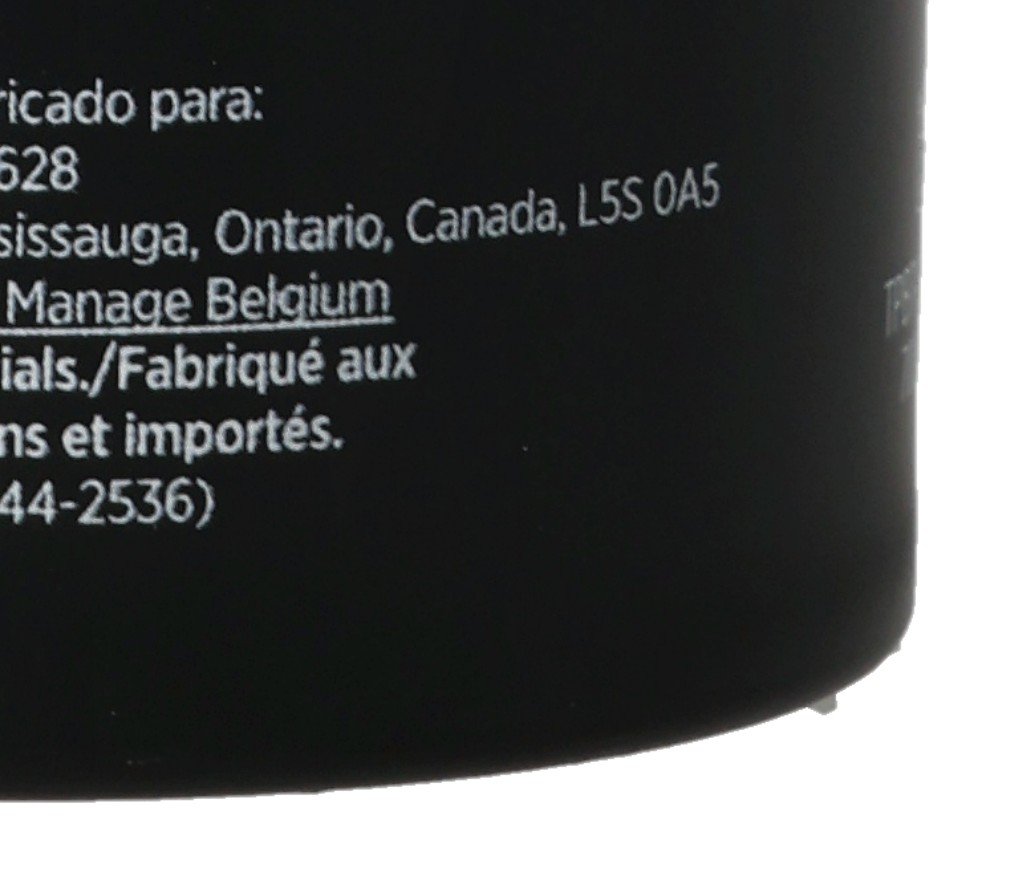 ricado para:
628
sissauga, Ontario, Canada, L5S 0A5
Manage Belgium
ials./Fabriqué aux
ns et importés.
44-2536)